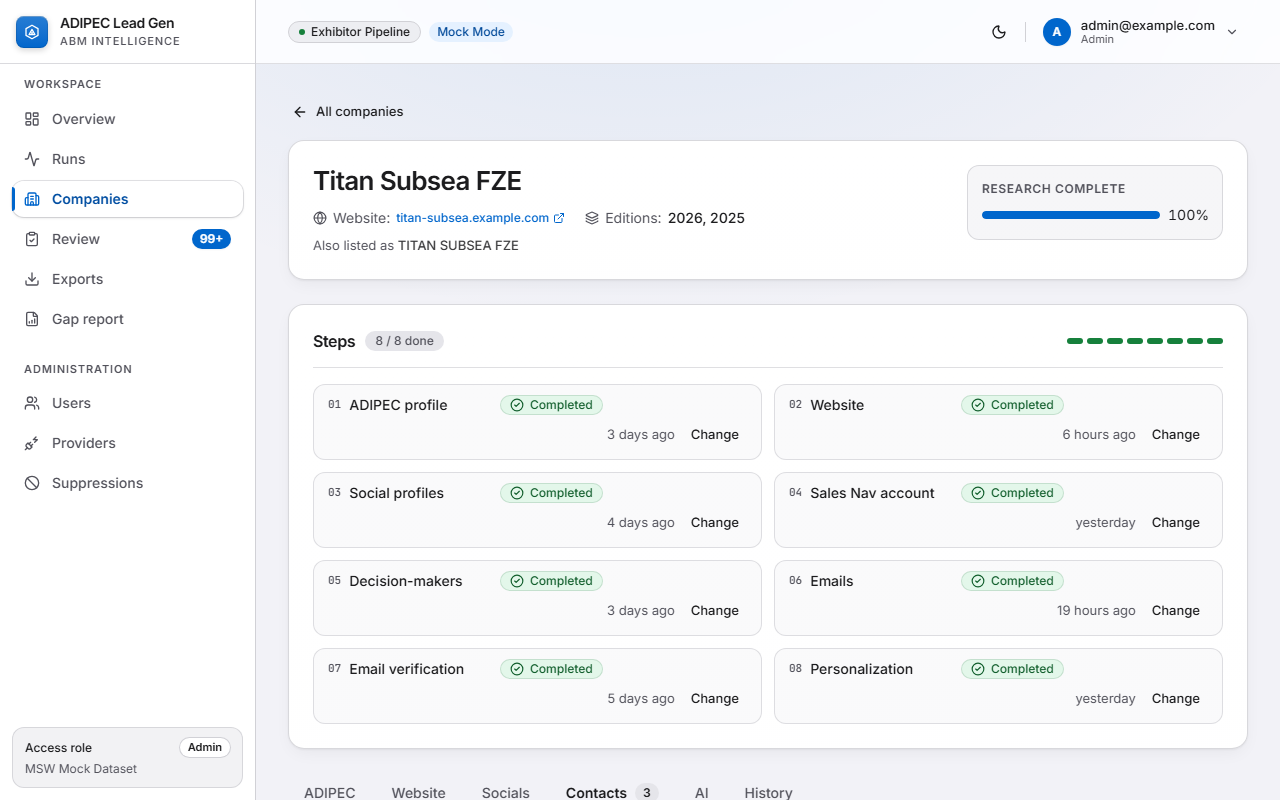 ADIPEC Lead Gen
ABM INTELLIGENCE
Exhibitor Pipeline
Mock Mode
A
admin@example.com
Admin
WORKSPACE
Overview
Runs
Companies
Review
99+
Exports
Gap report
ADMINISTRATION
Users
Providers
Suppressions
Access role
Admin
MSW Mock Dataset
All companies
Titan Subsea FZE
Website: titan-subsea.example.com
Editions: 2026, 2025
Also listed as TITAN SUBSEA FZE
RESEARCH COMPLETE
100%
Steps
8 / 8 done
01 ADIPEC profile
Completed
3 days ago
Change
02 Website
Completed
6 hours ago
Change
03 Social profiles
Completed
4 days ago
Change
04 Sales Nav account
Completed
yesterday
Change
05 Decision-makers
Completed
3 days ago
Change
06 Emails
Completed
19 hours ago
Change
07 Email verification
Completed
5 days ago
Change
08 Personalization
Completed
yesterday
Change
ADIPEC
Website
Socials
Contacts 3
AI
History